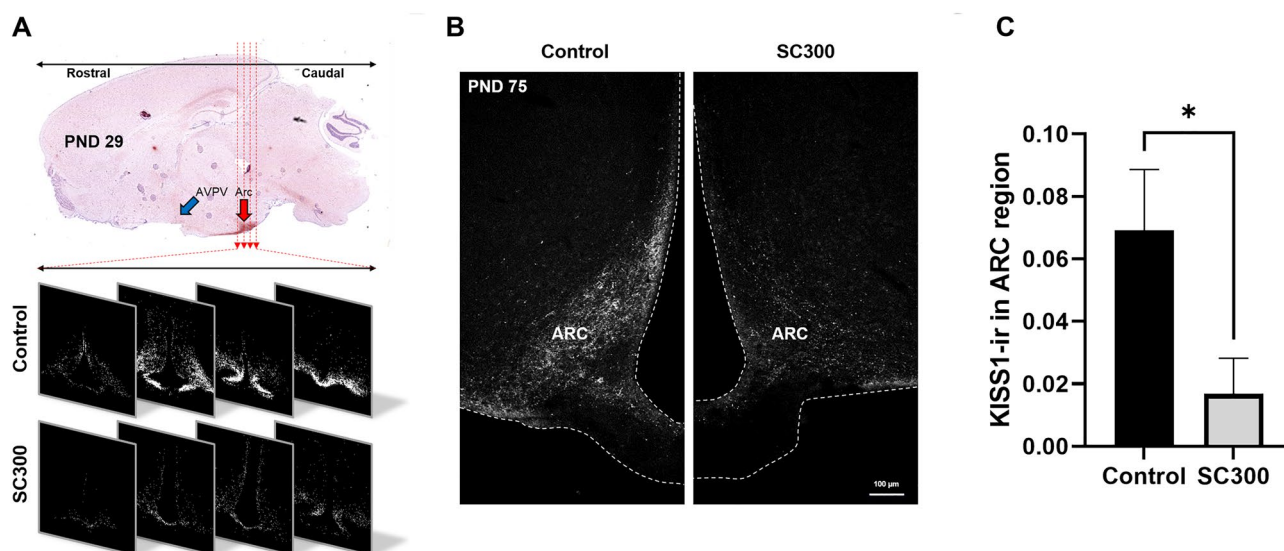 A
Rostral
Caudal
PND 29
AVPV
Arc
Control
SC300
B
Control
SC300
PND 75
ARC
ARC
100 µm
C
*
KISS1-ir in ARC region
0.10
0.08
0.06
0.04
0.02
0.00
Control
SC300